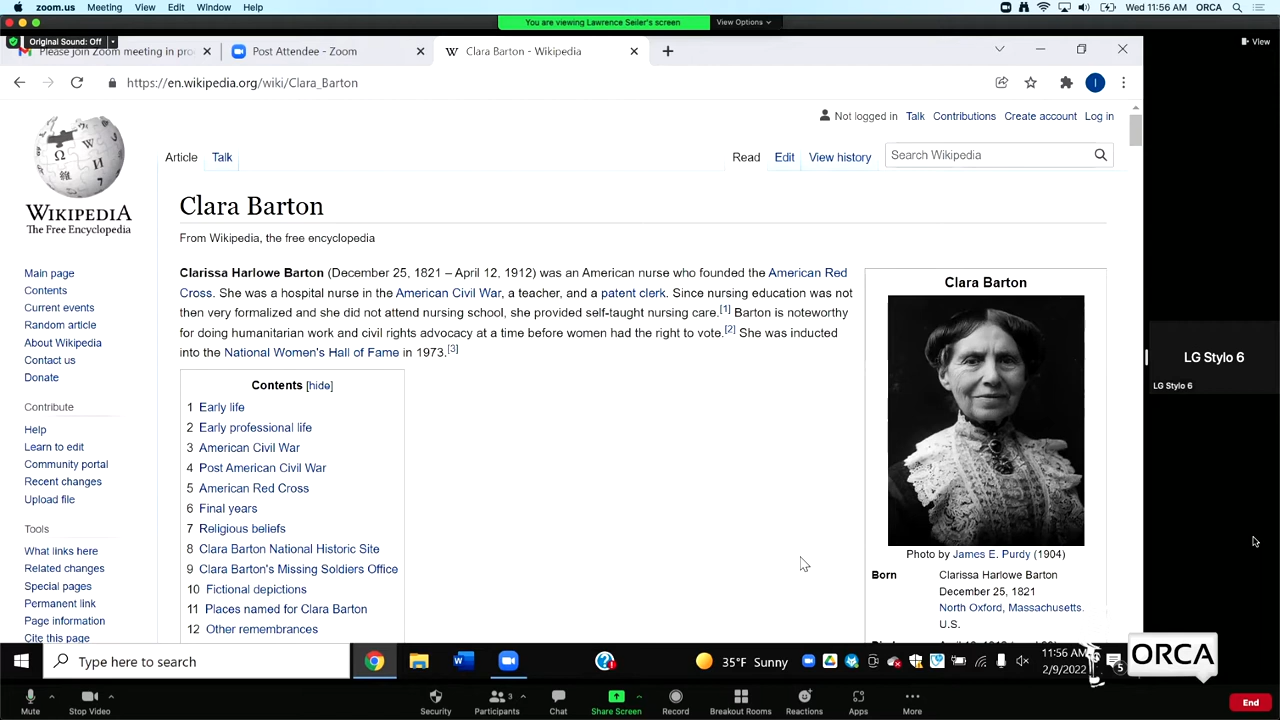 zoom.us Meeting View Edit Window Help Wed 11:56 AM ORCA
You are viewing Lawrence Seiler's screen View Options
Original Sound: Off
View
Please join Zoom meeting in pro
Post Attendee - Zoom
Clara Barton - Wikipedia
https://en.wikipedia.org/wiki/Clara_Barton
Not logged in Talk Contributions Create account Log in
Article Talk Read Edit View history Search Wikipedia
WIKIPEDIA
The Free Encyclopedia
Clara Barton
From Wikipedia, the free encyclopedia
Clarissa Harlowe Barton (December 25, 1821 – April 12, 1912) was an American nurse who founded the American Red
Cross. She was a hospital nurse in the American Civil War, a teacher, and a patent clerk. Since nursing education was not
then very formalized and she did not attend nursing school, she provided self-taught nursing care.[1] Barton is noteworthy
for doing humanitarian work and civil rights advocacy at a time before women had the right to vote.[2] She was inducted
into the National Women's Hall of Fame in 1973.[3]
Main page
Contents
Current events
Random article
About Wikipedia
Contact us
Donate
Contribute
Help
Learn to edit
Community portal
Recent changes
Upload file
Tools
What links here
Related changes
Special pages
Permanent link
Page information
Cite this page
Contents [hide]
1 Early life
2 Early professional life
3 American Civil War
4 Post American Civil War
5 American Red Cross
6 Final years
7 Religious beliefs
8 Clara Barton National Historic Site
9 Clara Barton's Missing Soldiers Office
10 Fictional depictions
11 Places named for Clara Barton
12 Other remembrances
Clara Barton
Photo by James E. Purdy (1904)
Born Clarissa Harlowe Barton
December 25, 1821
North Oxford, Massachusetts.
U.S.
LG Stylo 6
LG Stylo 6
Type here to search
35°F Sunny
11:56 AM
2/9/2022
5
ORCA
Mute Stop Video Security Participants 3 Chat Share Screen Record Breakout Rooms Reactions Apps More End